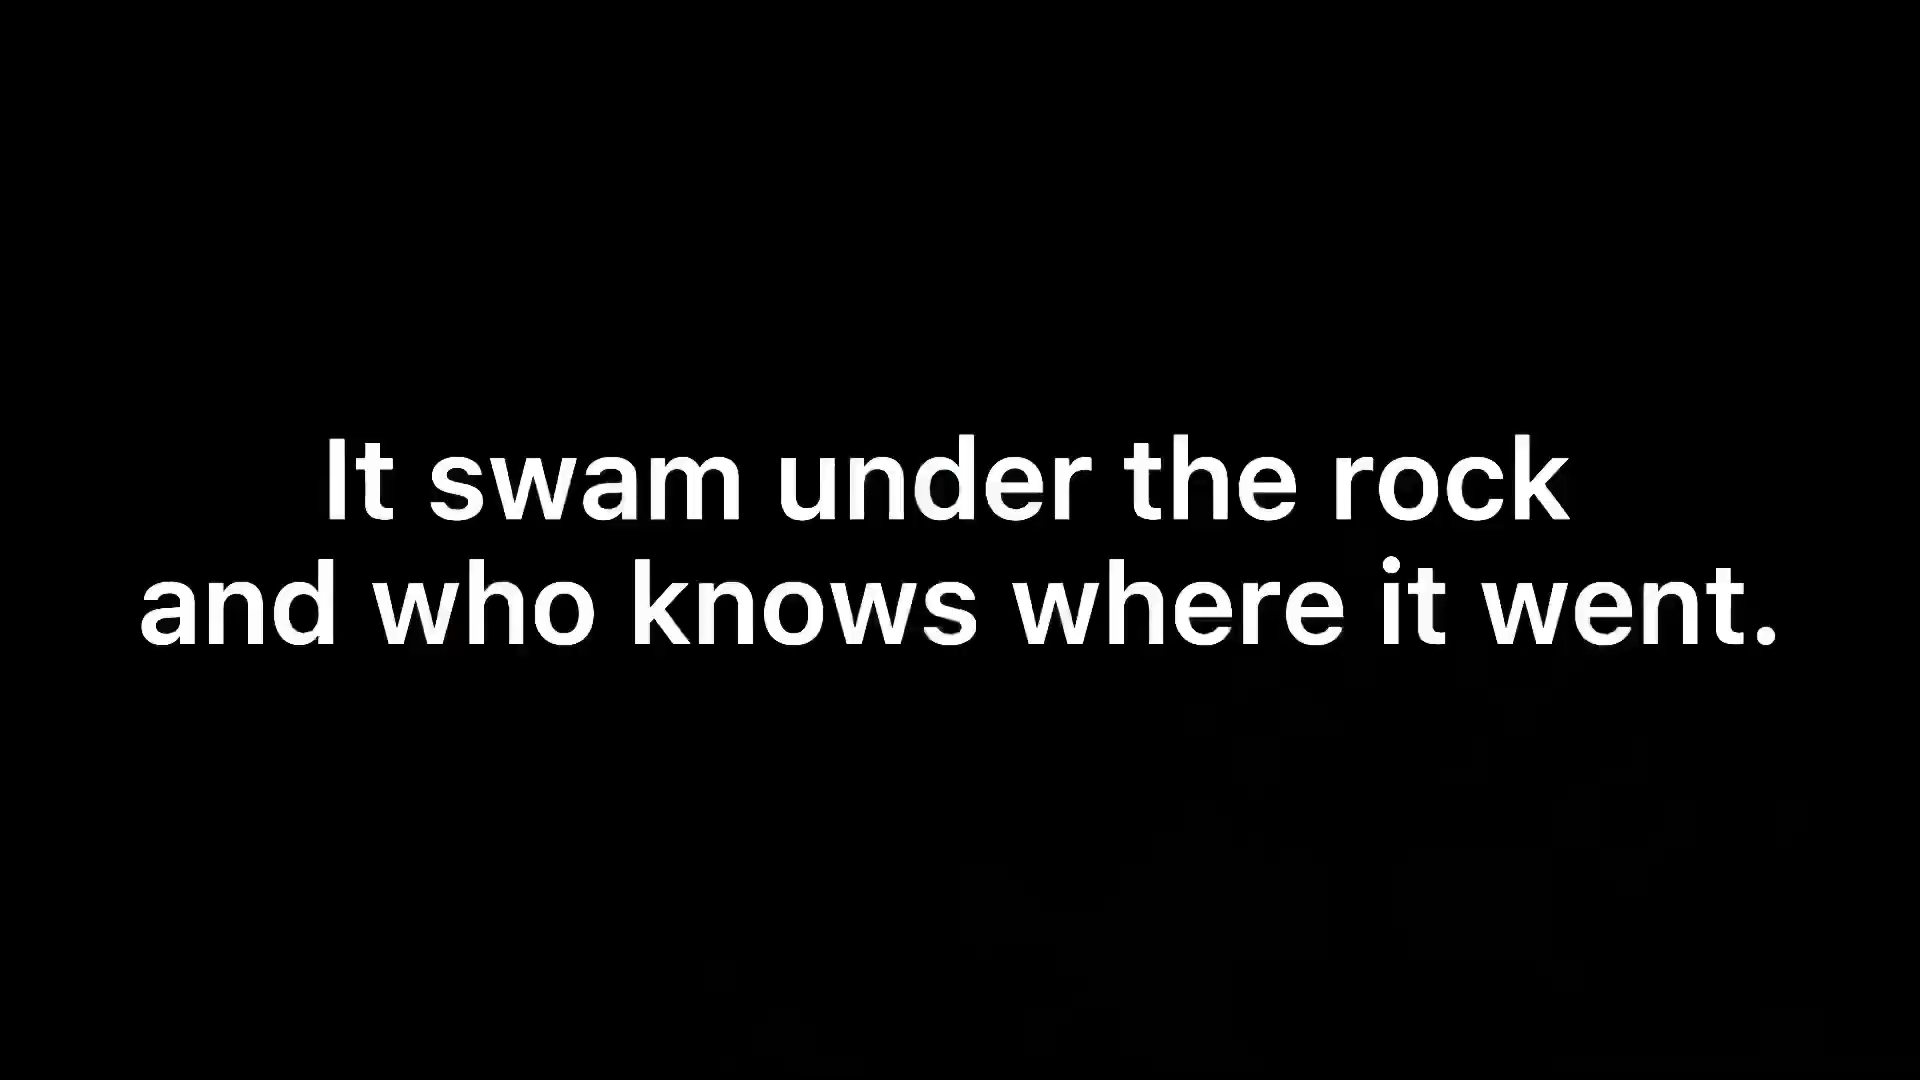 It swam under the rock
and who knows where it went.